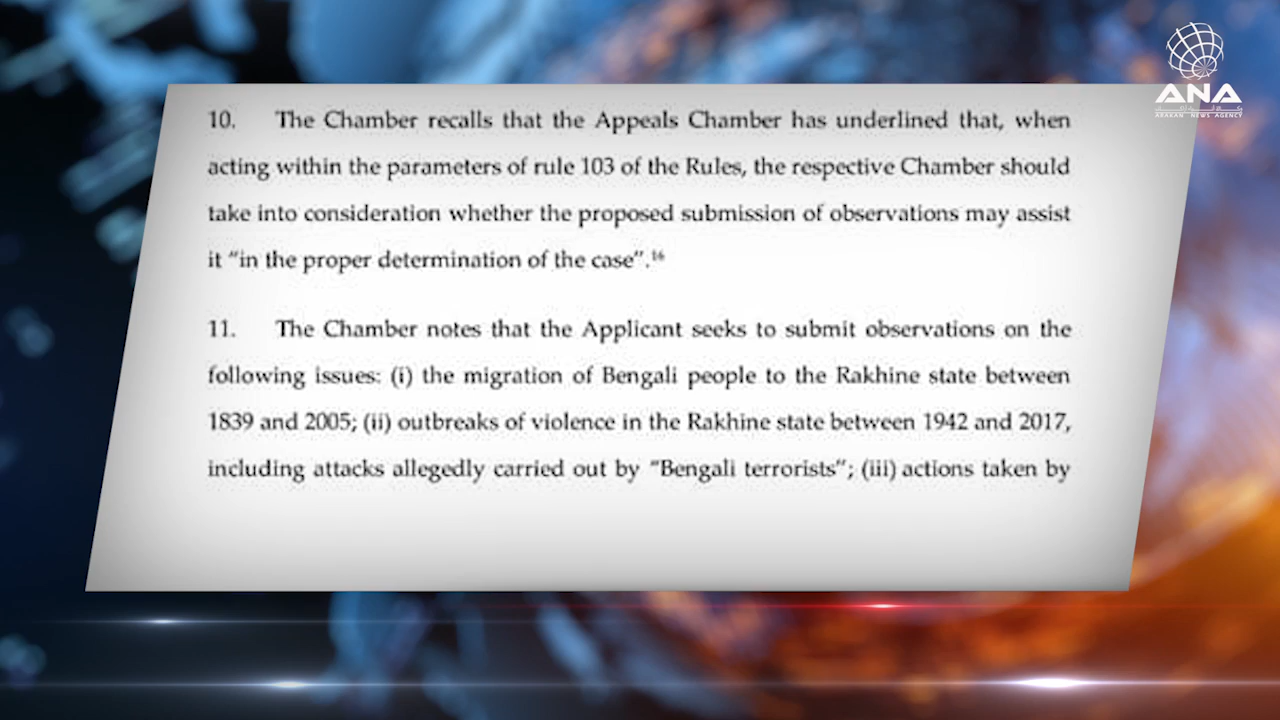 ANA
ARAKAN NEWS AGENCY
10. The Chamber recalls that the Appeals Chamber has underlined that, when
acting within the parameters of rule 103 of the Rules, the respective Chamber should
take into consideration whether the proposed submission of observations may assist
it “in the proper determination of the case”.¹⁶
11. The Chamber notes that the Applicant seeks to submit observations on the
following issues: (i) the migration of Bengali people to the Rakhine state between
1839 and 2005; (ii) outbreaks of violence in the Rakhine state between 1942 and 2017,
including attacks allegedly carried out by “Bengali terrorists”; (iii) actions taken by